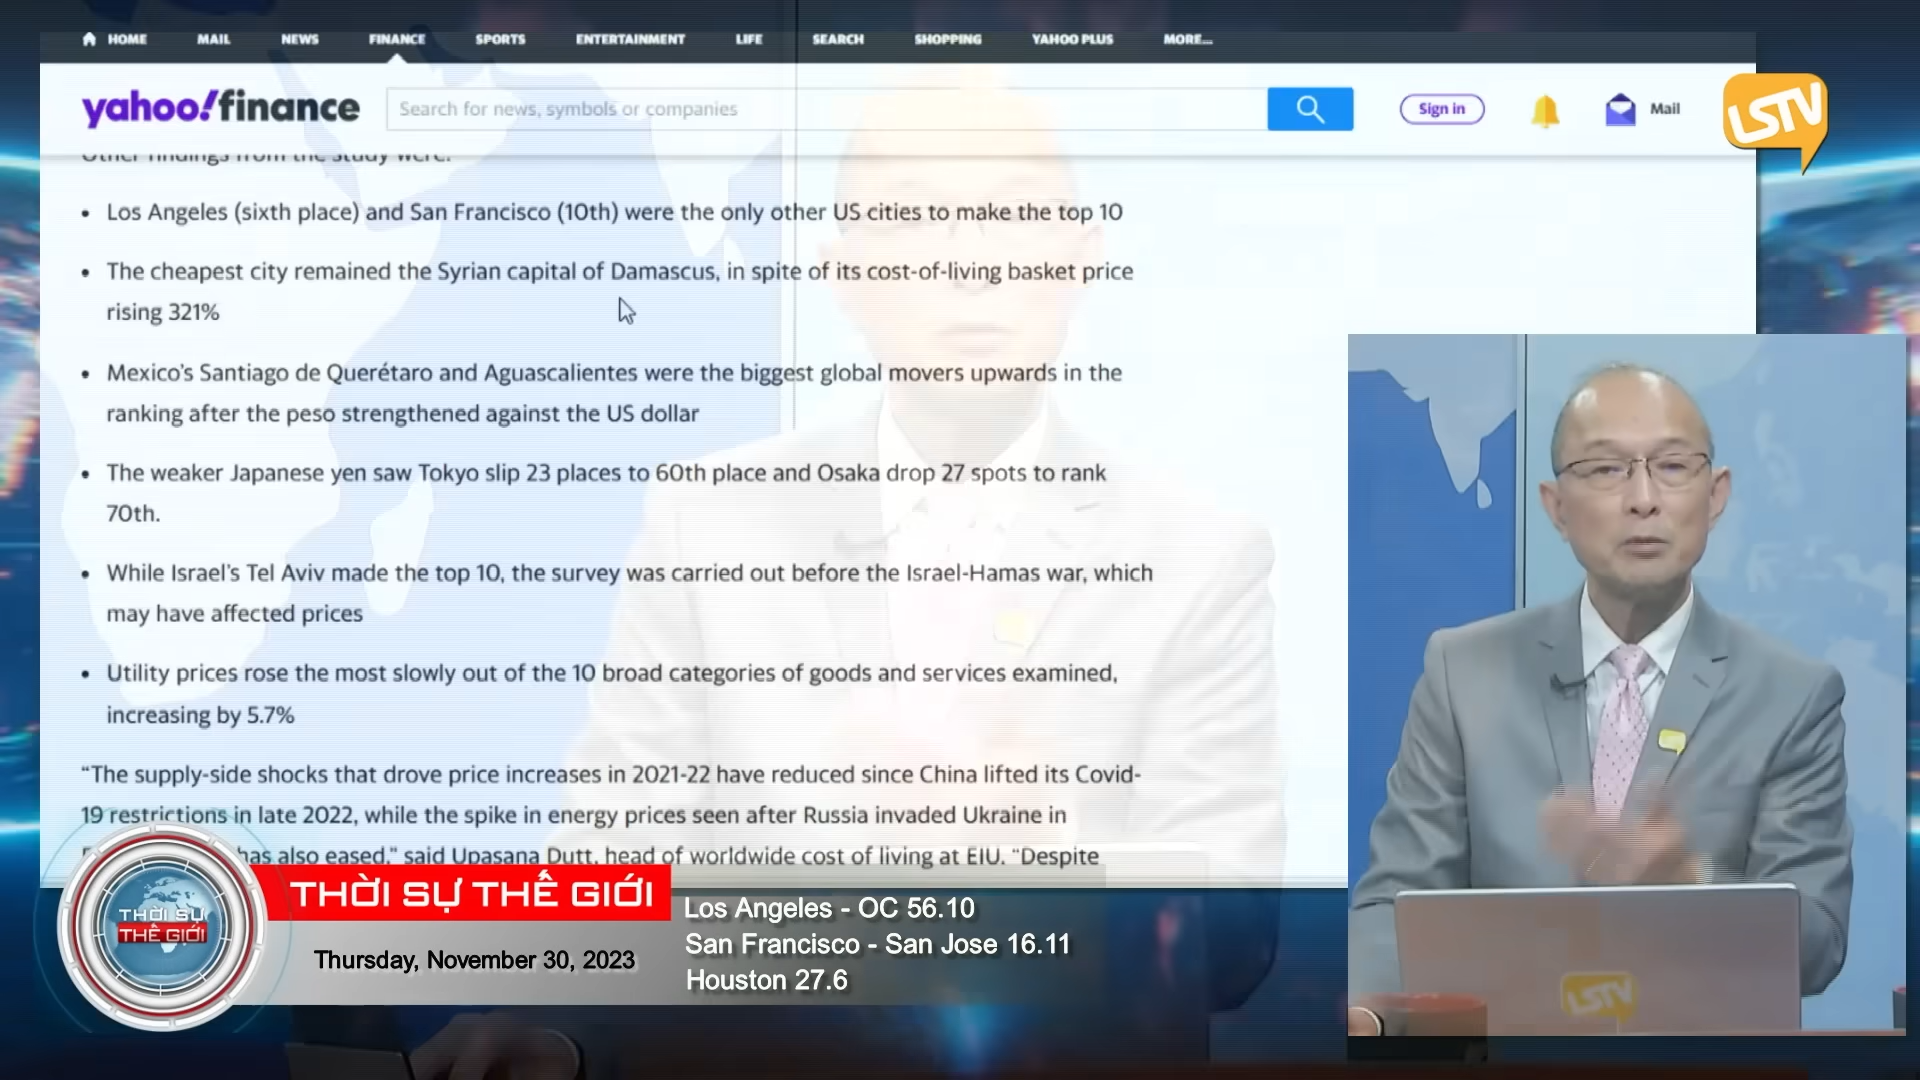 HOME MAIL NEWS FINANCE SPORTS ENTERTAINMENT LIFE SEARCH SHOPPING YAHOO PLUS MORE...
yahoo!finance Search for news, symbols or companies Sign in Mail
LSTV
Other findings from the study were:
• Los Angeles (sixth place) and San Francisco (10th) were the only other US cities to make the top 10
• The cheapest city remained the Syrian capital of Damascus, in spite of its cost-of-living basket price
rising 321%
• Mexico's Santiago de Querétaro and Aguascalientes were the biggest global movers upwards in the
ranking after the peso strengthened against the US dollar
• The weaker Japanese yen saw Tokyo slip 23 places to 60th place and Osaka drop 27 spots to rank
70th.
• While Israel's Tel Aviv made the top 10, the survey was carried out before the Israel-Hamas war, which
may have affected prices
• Utility prices rose the most slowly out of the 10 broad categories of goods and services examined,
increasing by 5.7%
“The supply-side shocks that drove price increases in 2021-22 have reduced since China lifted its Covid-
19 restrictions in late 2022, while the spike in energy prices seen after Russia invaded Ukraine in
has also eased,” said Upasana Dutt, head of worldwide cost of living at EIU. “Despite
THỜI SỰ THẾ GIỚI
THỜI SỰ
THẾ GIỚI
Thursday, November 30, 2023
Los Angeles - OC 56.10
San Francisco - San Jose 16.11
Houston 27.6
LSTV